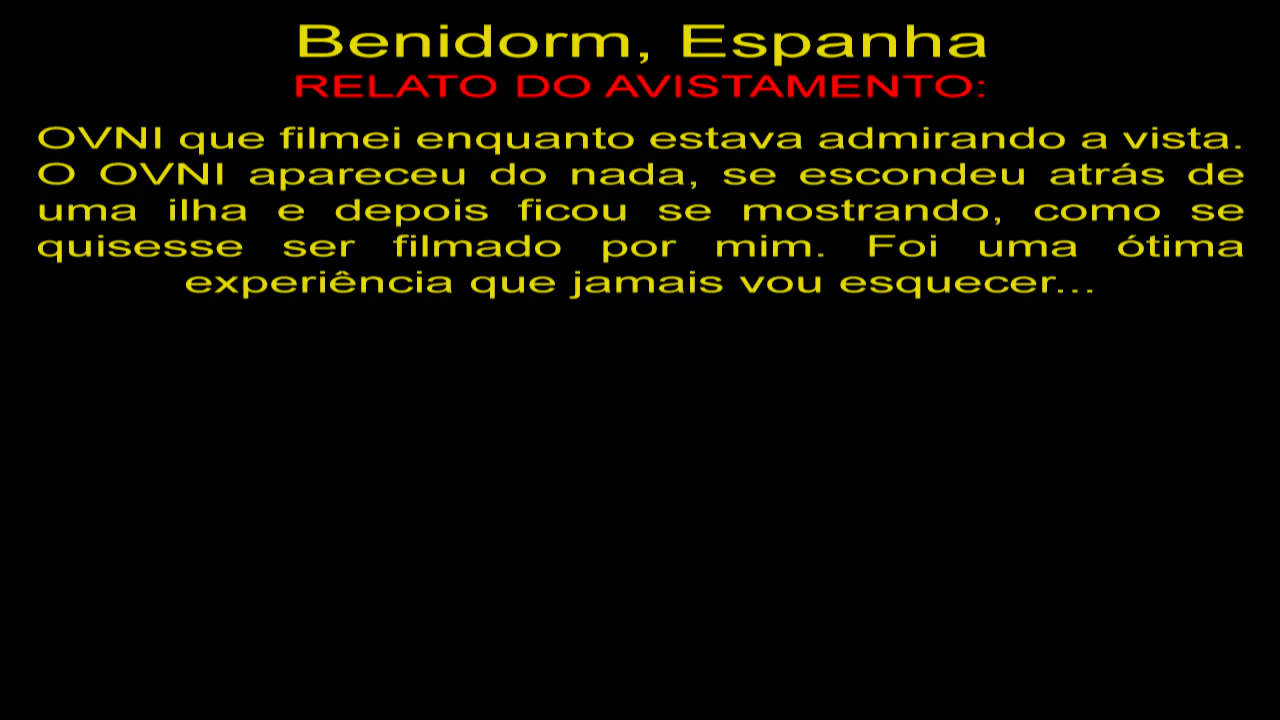 Benidorm, Espanha
RELATO DO AVISTAMENTO:
OVNI que filmei enquanto estava admirando a vista.
O OVNI apareceu do nada, se escondeu atrás de
uma ilha e depois ficou se mostrando, como se
quisesse ser filmado por mim. Foi uma ótima
experiência que jamais vou esquecer...